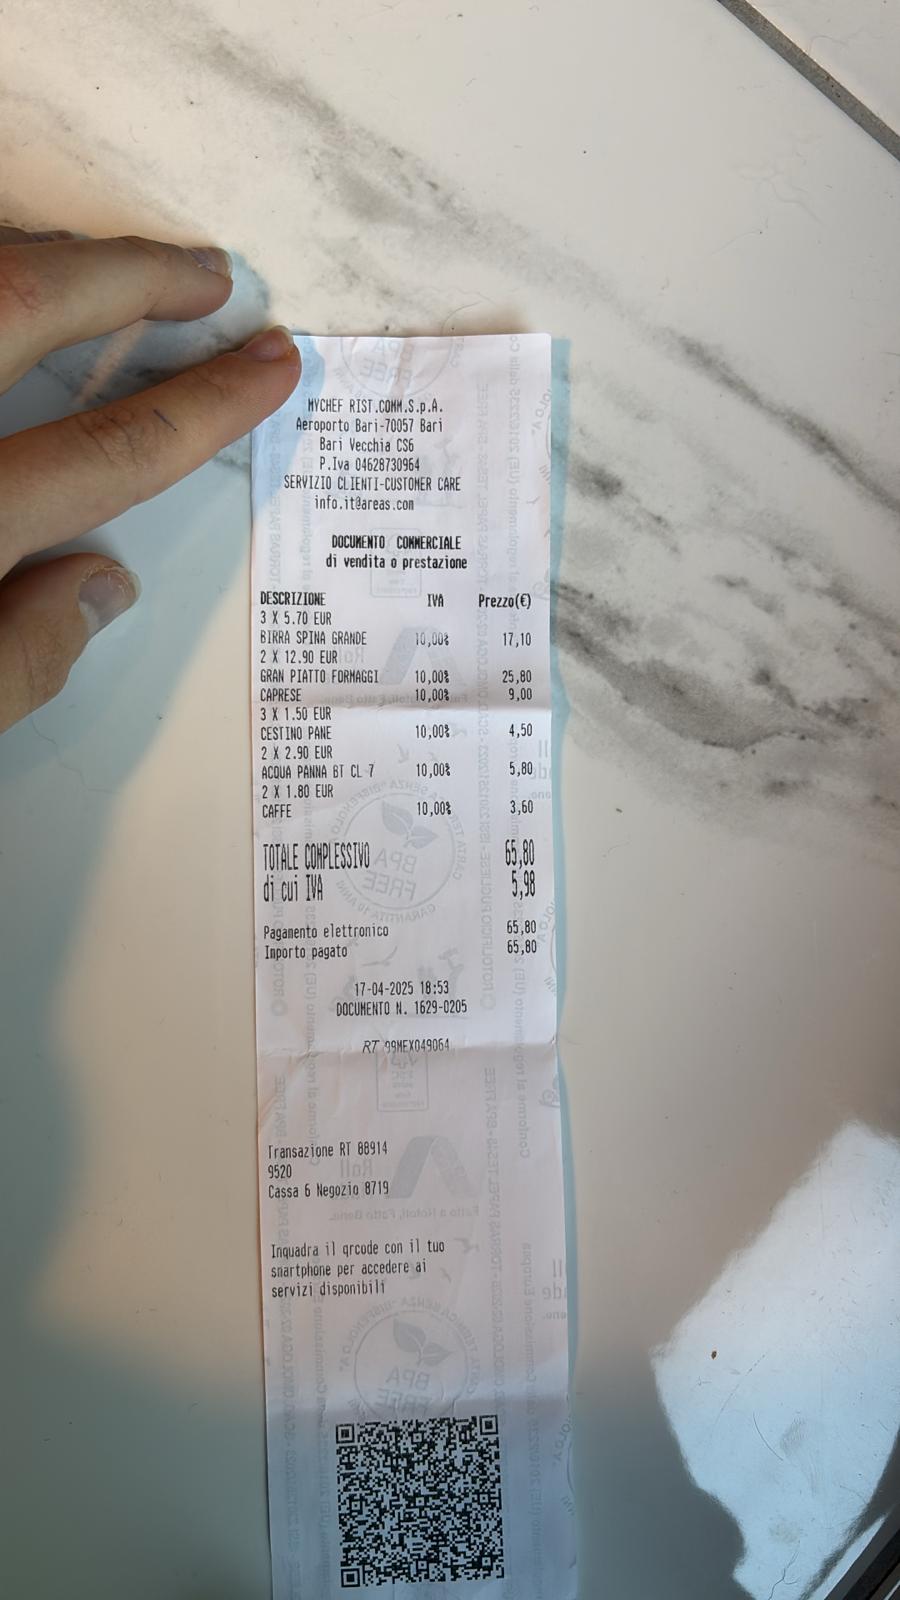 MYCHEF RIST.COMM.S.p.A.
Aeroporto Bari-70057 Bari
Bari Vecchia CS6
P.Iva 04628730964
SERVIZIO CLIENTI-CUSTOMER CARE
info.it@areas.com
DOCUMENTO COMMERCIALE
di vendita o prestazione
DESCRIZIONE IVA Prezzo(€)
3 X 5.70 EUR
BIRRA SPINA GRANDE 10,00% 17,10
2 X 12.90 EUR
GRAN PIATTO FORMAGGI 10,00% 25,80
CAPRESE 10,00% 9,00
3 X 1.50 EUR
CESTINO PANE 10,00% 4,50
2 X 2.90 EUR
ACQUA PANNA BT CL 7 10,00% 5,80
2 X 1.80 EUR
CAFFE 10,00% 3,60
TOTALE COMPLESSIVO 65,80
di cui IVA 5,98
Pagamento elettronico 65,80
Importo pagato 65,80
17-04-2025 18:53
DOCUMENTO N. 1629-0205
RT 99MEX049064
Transazione RT 88914
9520
Cassa 6 Negozio 8719
Inquadra il qrcode con il tuo
smartphone per accedere ai
servizi disponibili
BPA
FREE